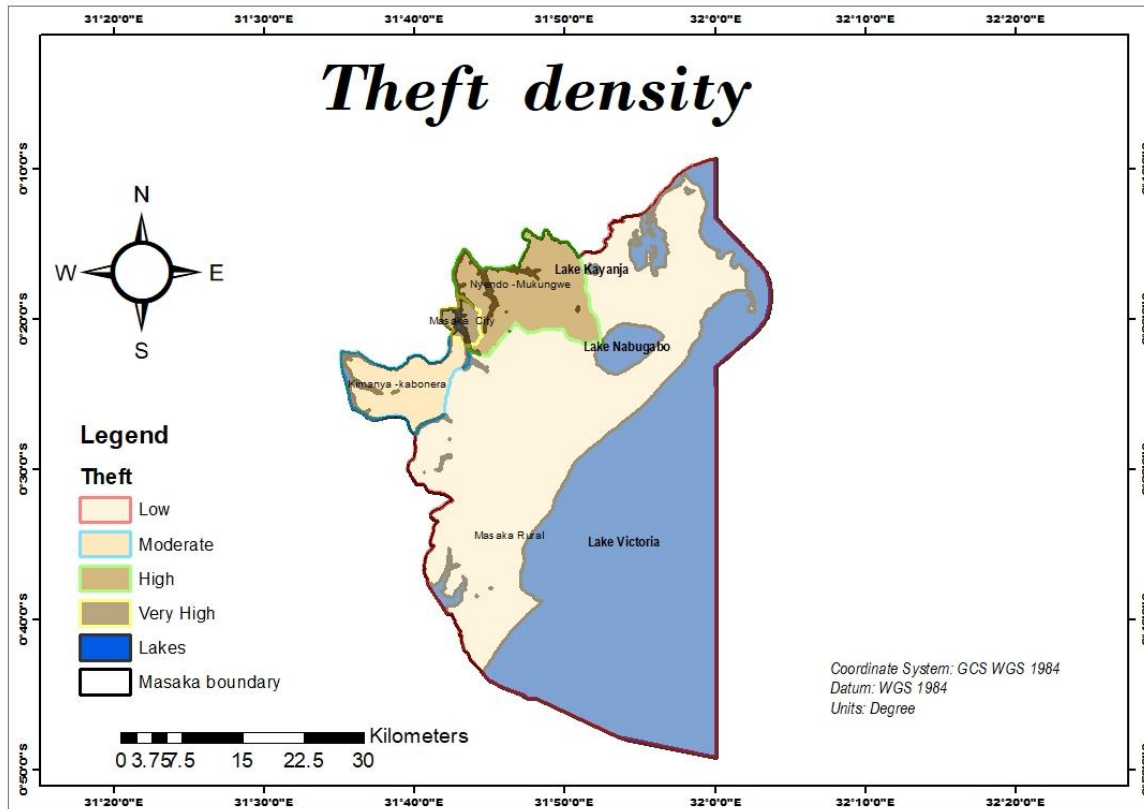 31°20'0"E 31°30'0"E 31°40'0"E 31°50'0"E 32°0'0"E 32°10'0"E 32°20'0"E
Theft density
0°10'0"S
N
W E
S
Lake Kayanja
Nyendo -Mukungwe
0°20'0"S
Masaka City
Lake Nabugabo
Kimanya -kabonera
Legend
Theft
0°30'0"S
Low
Moderate
High
Very High
Lakes
Masaka boundary
Masaka Rural
Lake Victoria
0°40'0"S
Coordinate System: GCS WGS 1984
Datum: WGS 1984
Units: Degree
Kilometers
0 3.75 7.5 15 22.5 30
0°50'0"S
31°20'0"E 31°30'0"E 31°40'0"E 31°50'0"E 32°0'0"E 32°10'0"E 32°20'0"E